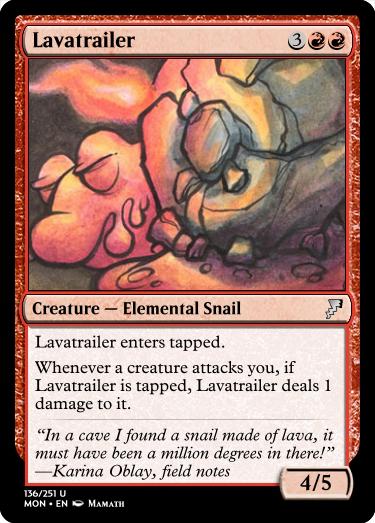 Lavatrailer 3
Creature — Elemental Snail
Lavatrailer enters tapped.
Whenever a creature attacks you, if
Lavatrailer is tapped, Lavatrailer deals 1
damage to it.
“In a cave I found a snail made of lava, it
must have been a million degrees in there!”
—Karina Oblay, field notes
4/5
136/251 U
MON • EN Mamath